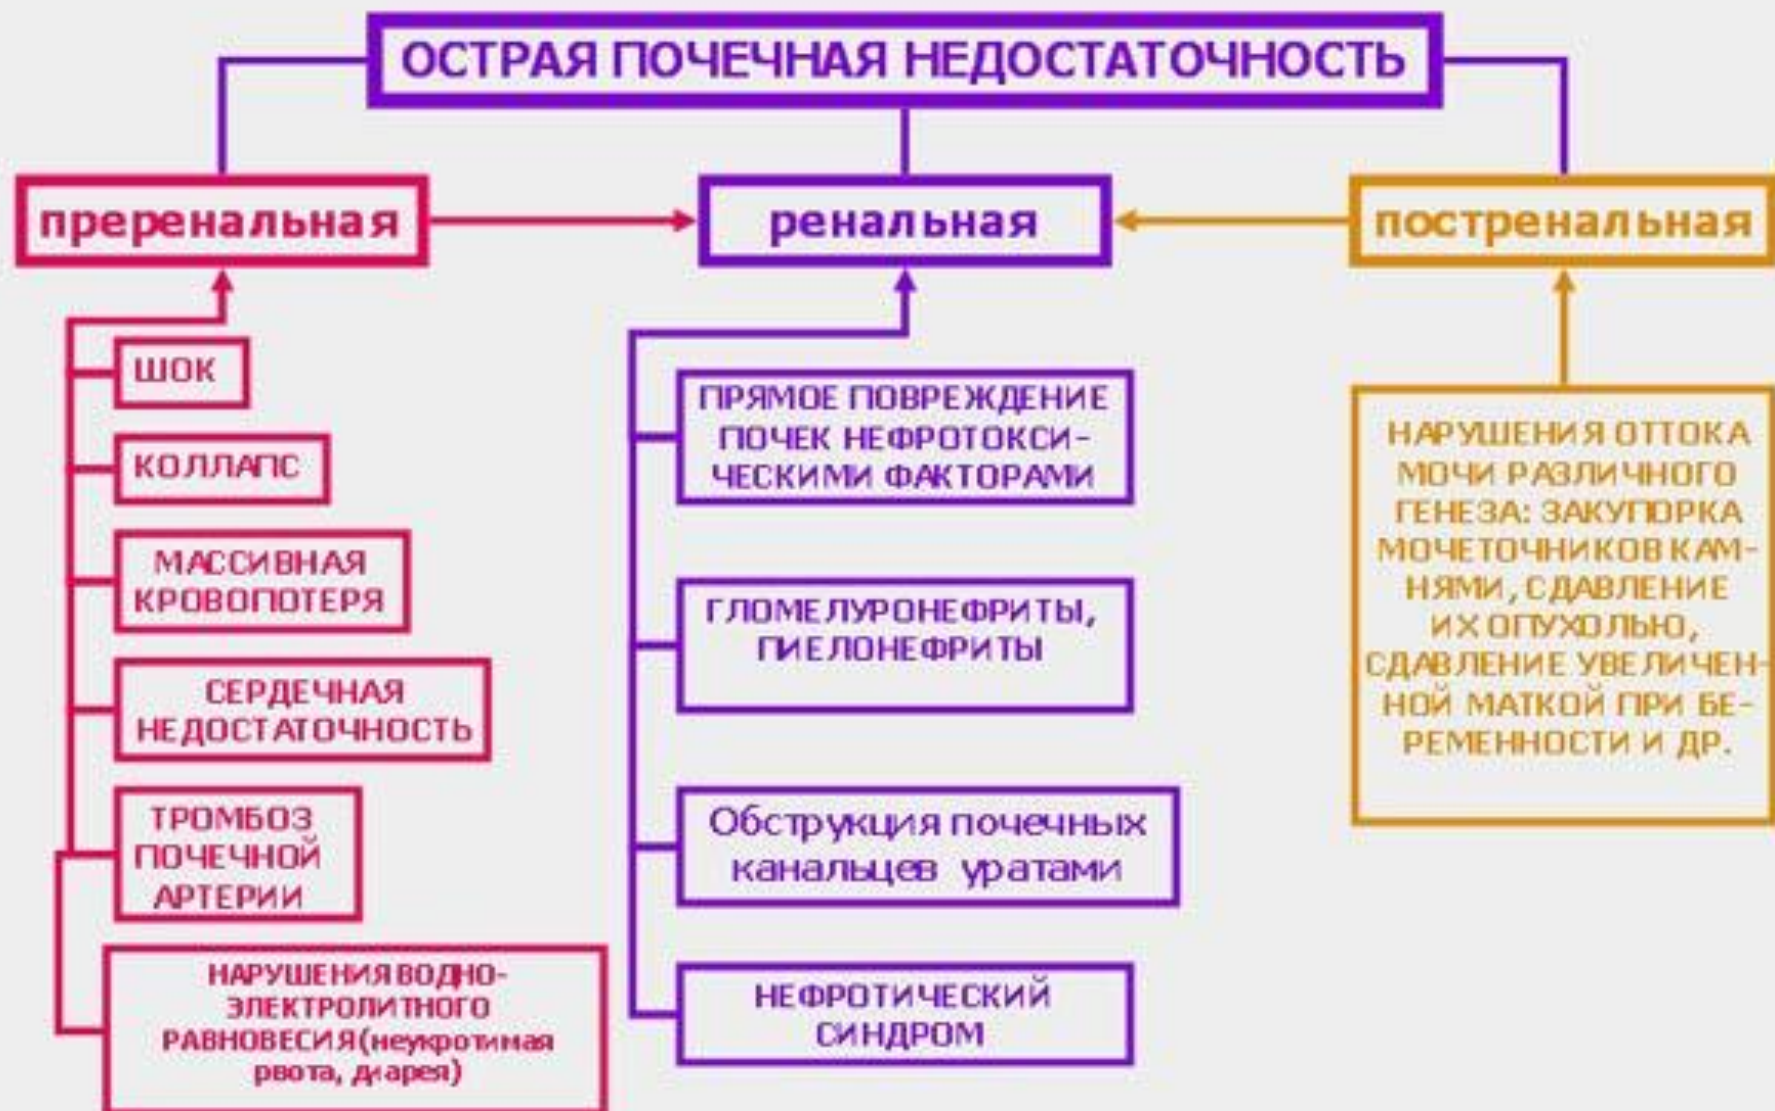 ОСТРАЯ ПОЧЕЧНАЯ НЕДОСТАТОЧНОСТЬ
преренальная
ренальная
постренальная
ШОК
КОЛЛАПС
МАССИВНАЯ
КРОВОПОТЕРЯ
СЕРДЕЧНАЯ
НЕДОСТАТОЧНОСТЬ
ТРОМБОЗ
ПОЧЕЧНОЙ
АРТЕРИИ
НАРУШЕНИЯ ВОДНО-
ЭЛЕКТРОЛИТНОГО
РАВНОВЕСИЯ (неукротимая
рвота, диарея)
ПРЯМОЕ ПОВРЕЖДЕНИЕ
ПОЧЕК НЕФРОТОКСИ-
ЧЕСКИМИ ФАКТОРАМИ
ГЛОМЕЛУРОНЕФРИТЫ,
ПИЕЛОНЕФРИТЫ
Обструкция почечных
канальцев уратами
НЕФРОТИЧЕСКИЙ
СИНДРОМ
НАРУШЕНИЯ ОТТОКА
МОЧИ РАЗЛИЧНОГО
ГЕНЕЗА: ЗАКУПОРКА
МОЧЕТОЧНИКОВ КАМ-
НЯМИ, СДАВЛЕНИЕ
ИХ ОПУХОЛЬЮ,
СДАВЛЕНИЕ УВЕЛИЧЕН-
НОЙ МАТКОЙ ПРИ БЕ-
РЕМЕННОСТИ И ДР.